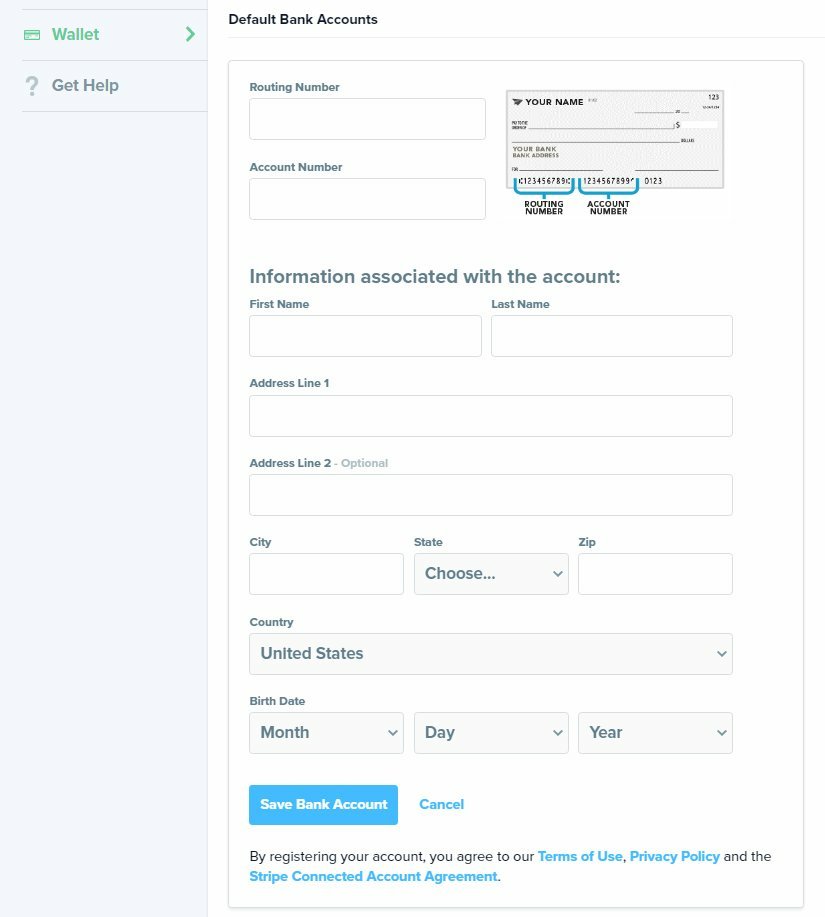 Wallet
? Get Help
Default Bank Accounts
Routing Number
Account Number
YOUR NAME
123
PAY TO THE
ORDER OF
$
DOLLARS
YOUR BANK
BANK ADDRESS
FOR
123456789 123456789 0123
ROUTING NUMBER
ACCOUNT NUMBER
Information associated with the account:
First Name Last Name
Address Line 1
Address Line 2 - Optional
City State Zip
Choose...
Country
United States
Birth Date
Month Day Year
Save Bank Account Cancel
By registering your account, you agree to our Terms of Use, Privacy Policy and the
Stripe Connected Account Agreement.